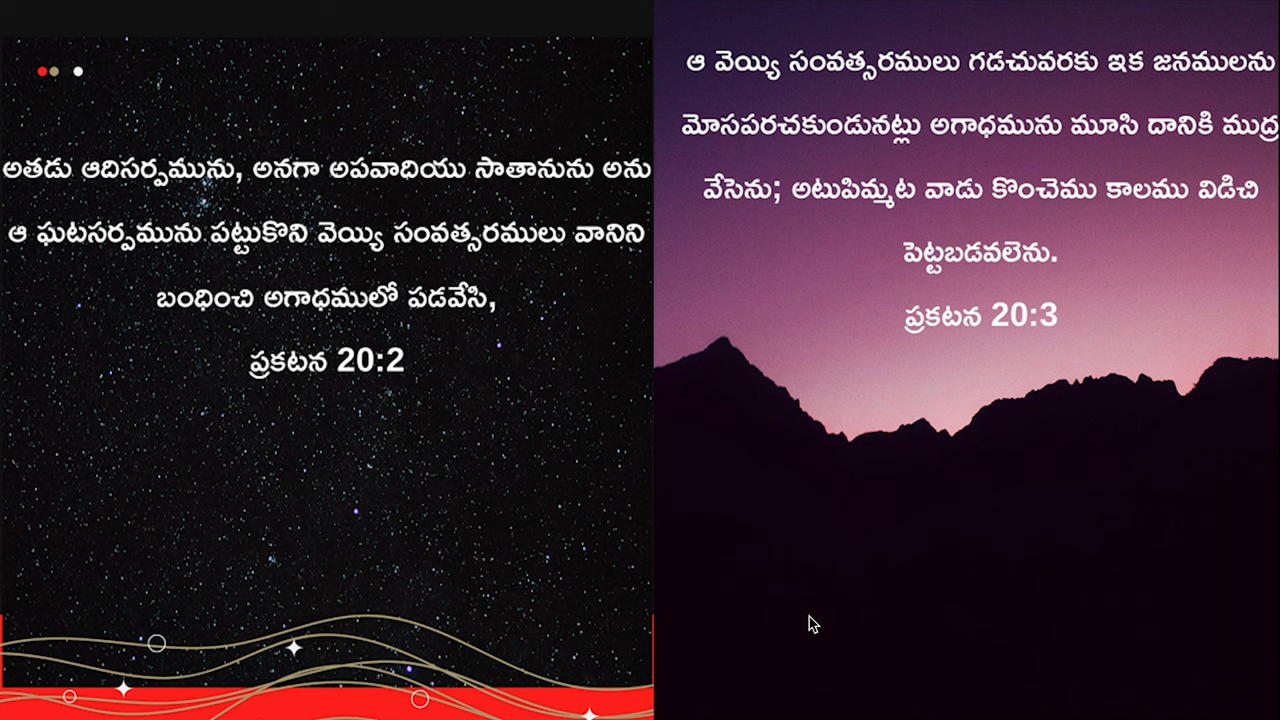 అతడు ఆదిసర్పమును, అనగా అపవాదియు సాతానును అను
ఆ ఘటసర్పమును పట్టుకొని వెయ్యి సంవత్సరములు వానిని
బంధించి అగాధములో పడవేసి,
ప్రకటన 20:2
ఆ వెయ్యి సంవత్సరములు గడచువరకు ఇక జనములను
మోసపరచకుండునట్లు అగాధమును మూసి దానికి ముద్ర
వేసెను; అటుపిమ్మట వాడు కొంచెము కాలము విడిచి
పెట్టబడవలెను.
ప్రకటన 20:3